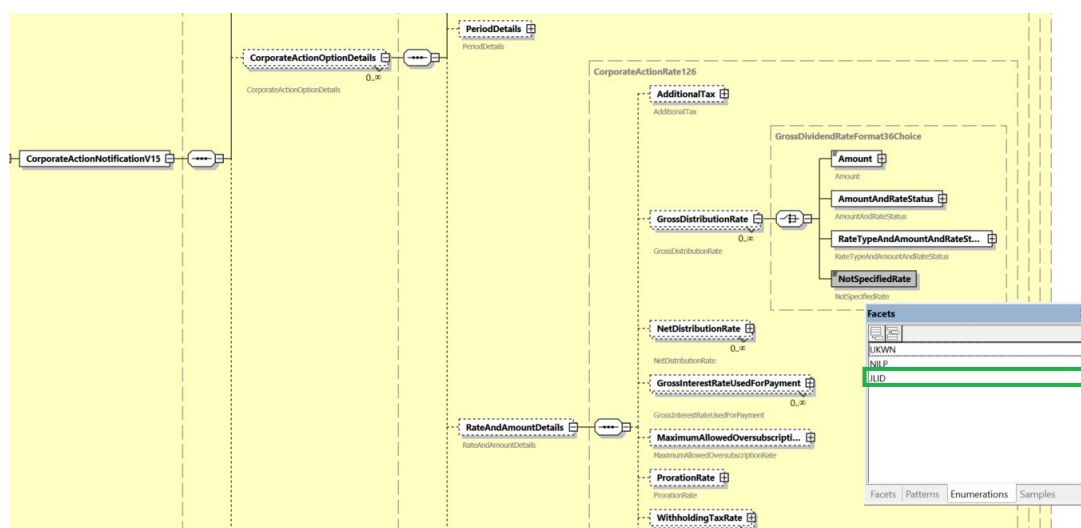 PeriodDetails
PeriodDetails
CorporateActionOptionDetails
0..∞
CorporateActionOptionDetails
CorporateActionRate126
AdditionalTax
AdditionalTax
GrossDividendRateFormat36Choice
Amount
Amount
CorporateActionNotificationV15
AmountAndRateStatus
AmountAndRateStatus
GrossDistributionRate
0..∞
GrossDistributionRate
RateTypeAndAmountAndRateSt...
RateTypeAndAmountAndRateStatus
NotSpecifiedRate
NotSpecifiedRate
Facets
NetDistributionRate
0..∞
NetDistributionRate
UKWN
NILP
JLID
GrossInterestRateUsedForPayment
0..∞
GrossInterestRateUsedForPayment
RateAndAmountDetails
RateAndAmountDetails
MaximumAllowedOversubscripti...
MaximumAllowedOversubscriptionRate
ProrationRate
ProrationRate
Facets Patterns Enumerations Samples
WithholdingTaxRate